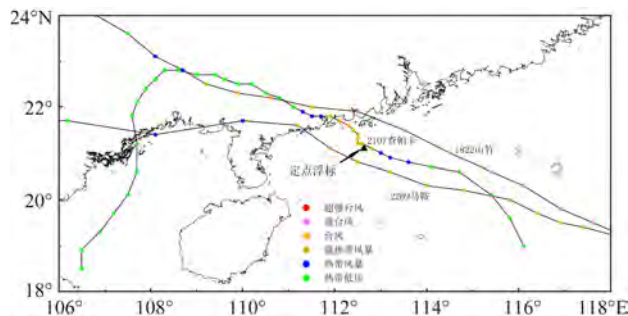 24°N
22°
20°
18°
106°
108°
110°
112°
114°
116°
118°E
2107查帕卡
1822山竹
定点浮标
2209马鞍
超强台风
强台风
台风
强热带风暴
热带风暴
热带低压